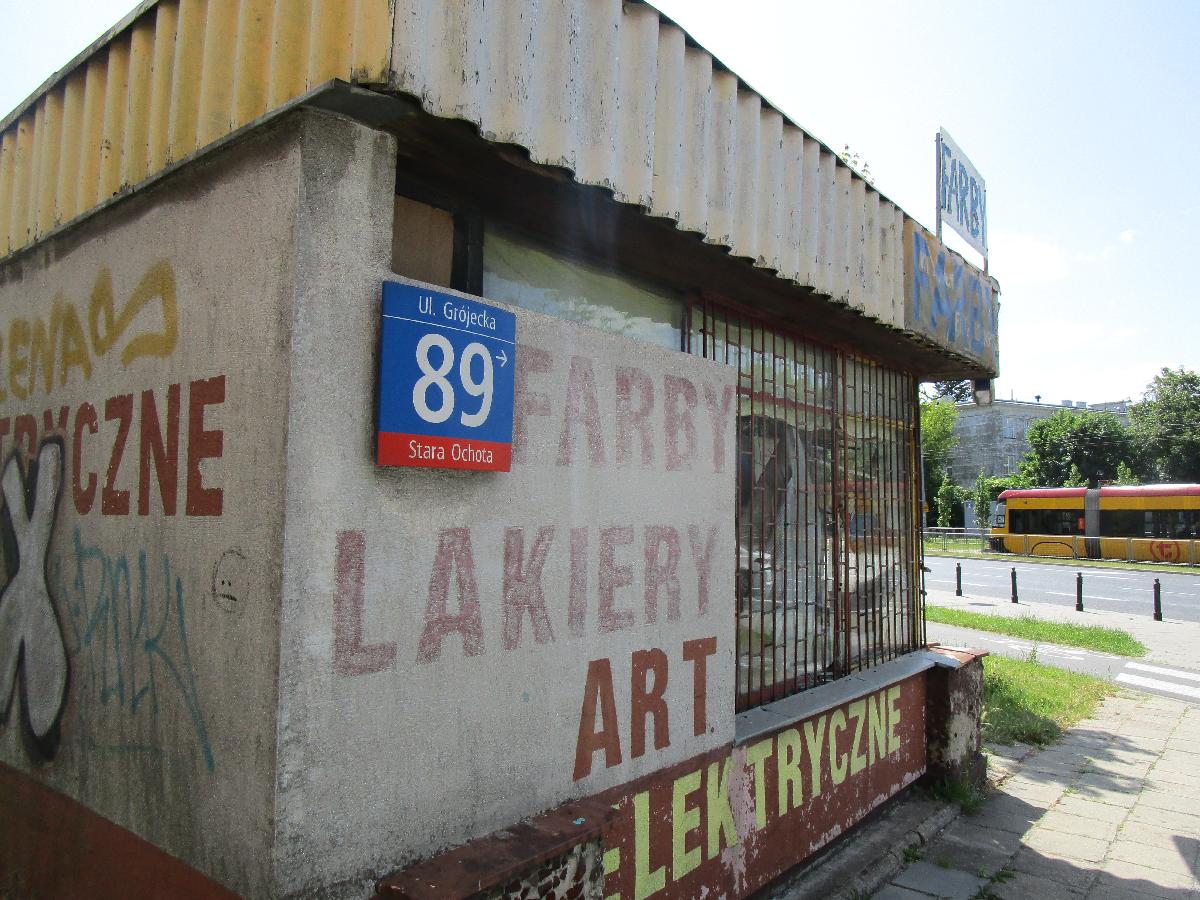 Ul. Grójecka
89
Stara Ochota
FARBY
LAKIERY
ART.
ELEKTRYCZNE
FARBY
TRYCZNE